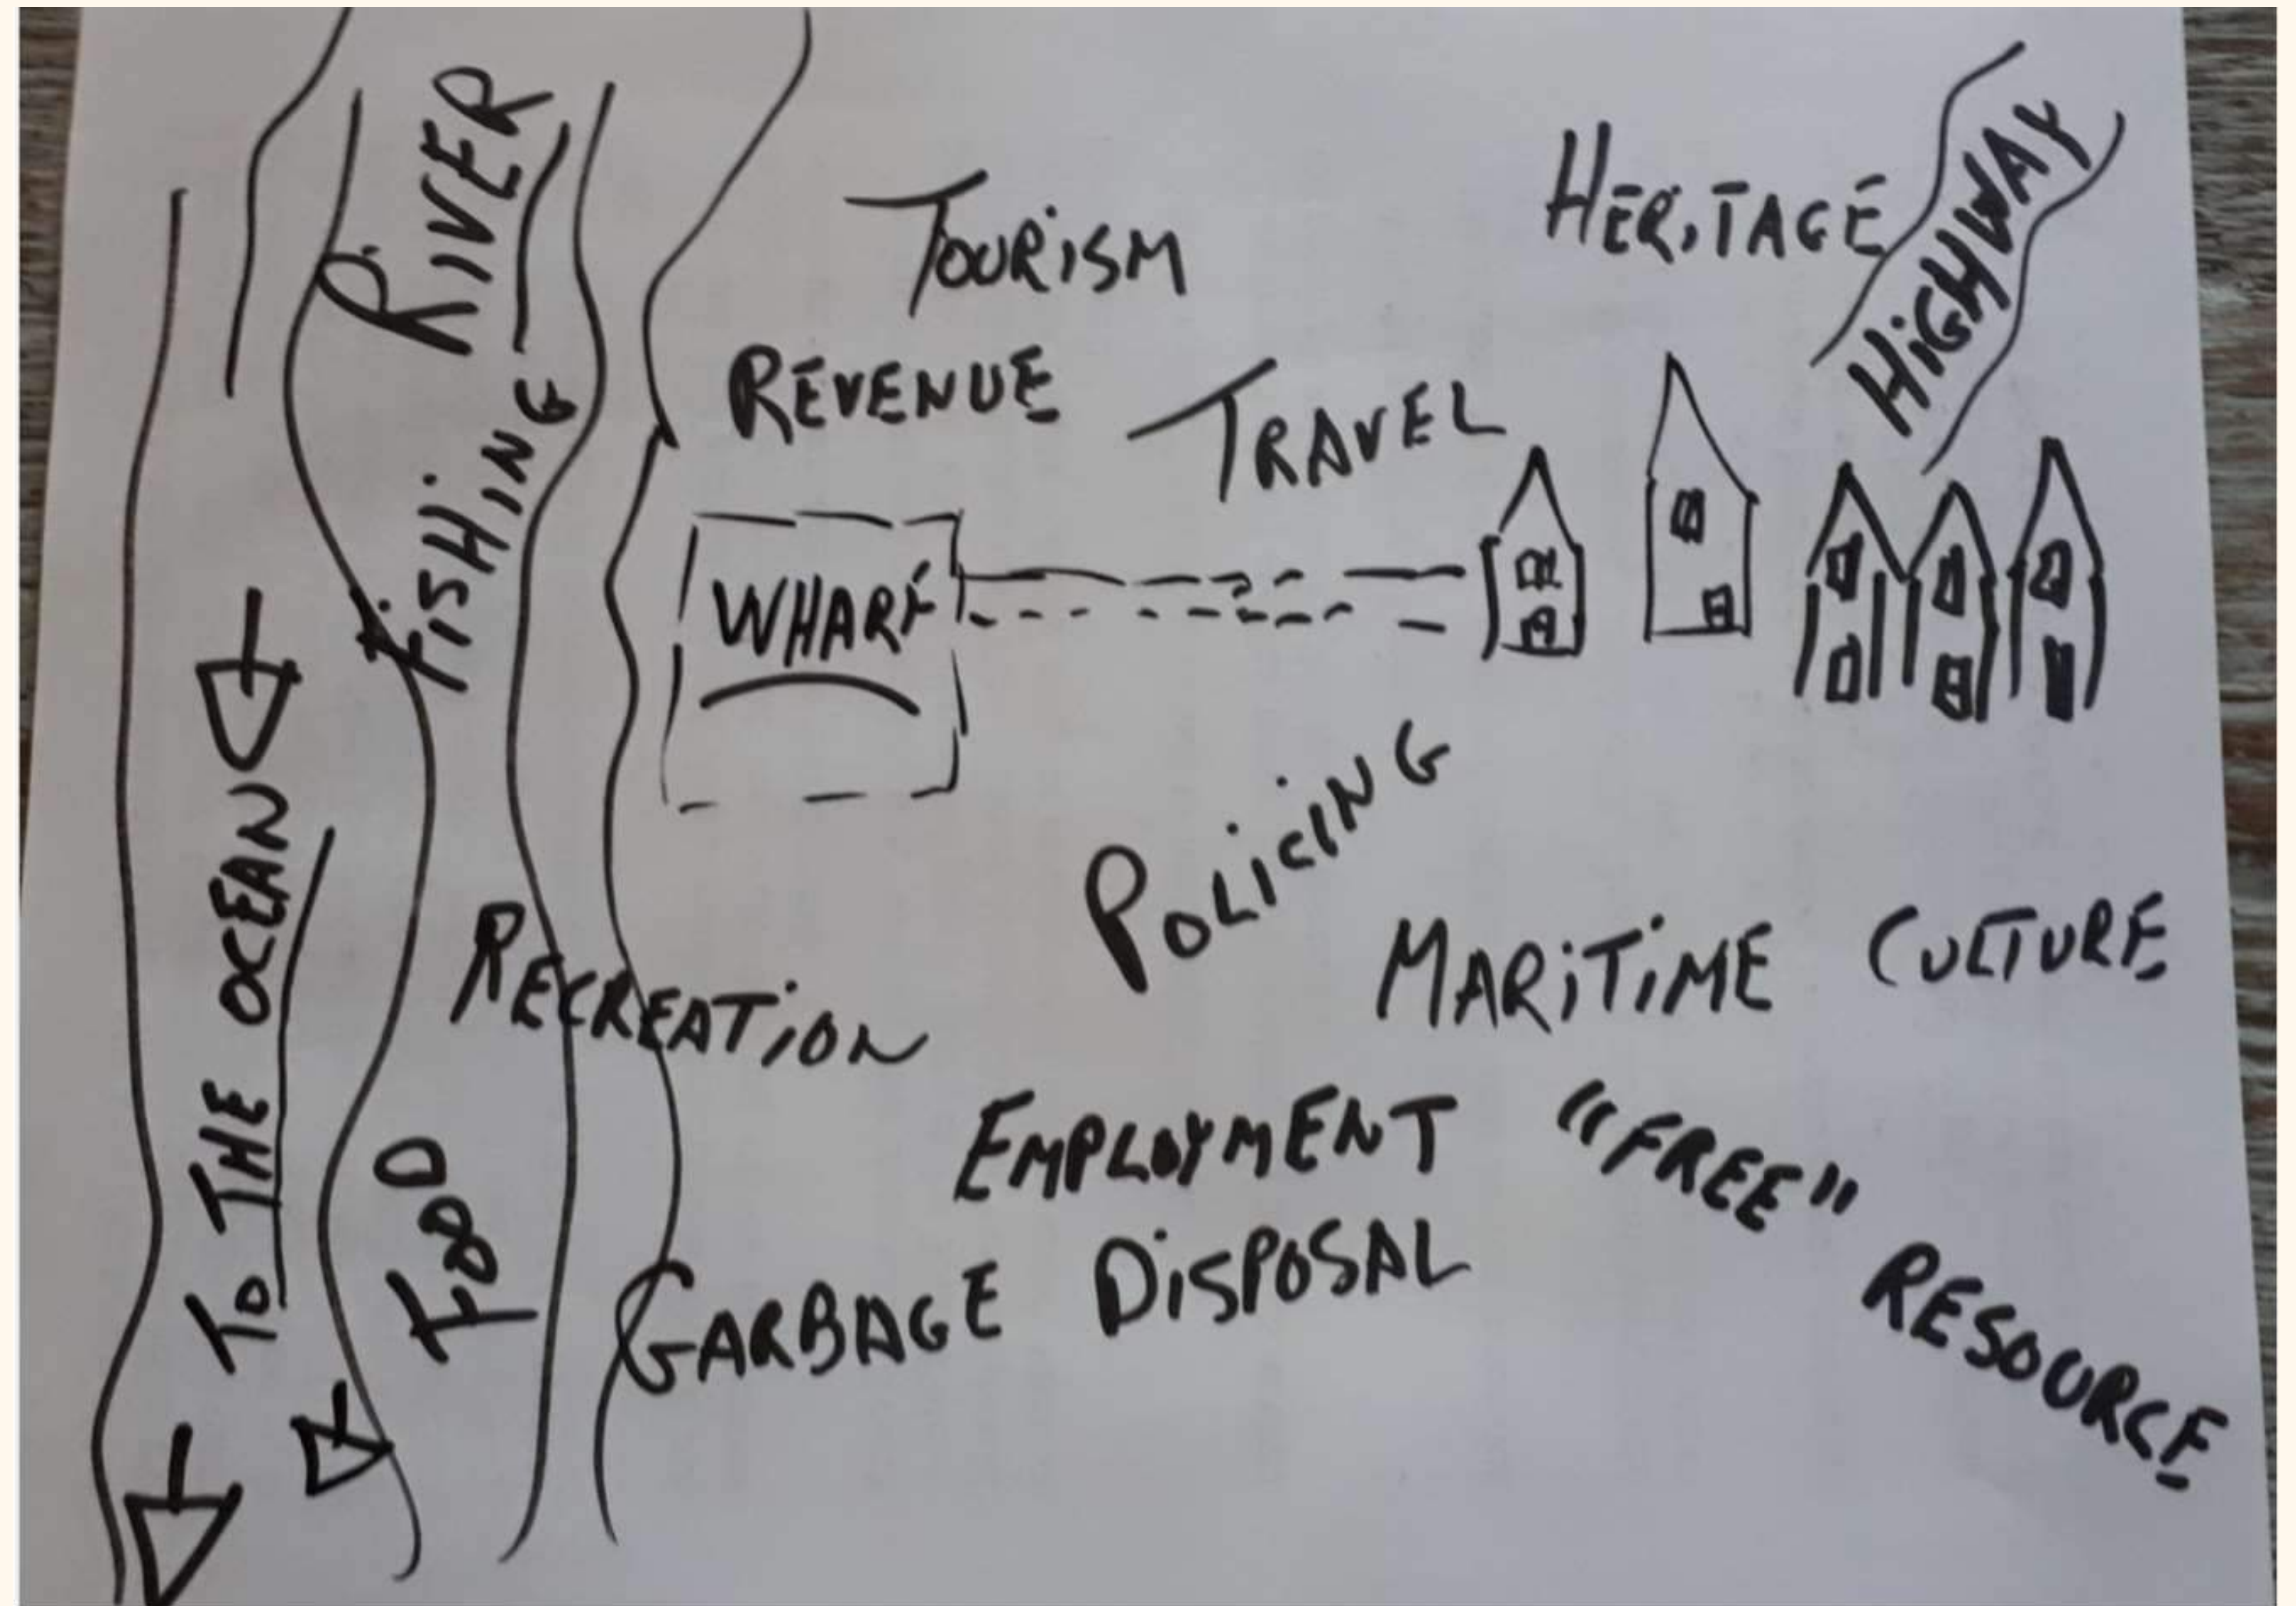 RIVER
FISHING
TOURISM
HERITAGE
HIGHWAY
REVENUE
TRAVEL
WHARF
TO THE OCEAN
POLICING
RECREATION
MARITIME CULTURE
EMPLOYMENT
"FREE"
RESOURCE
FOOD
GARBAGE DISPOSAL